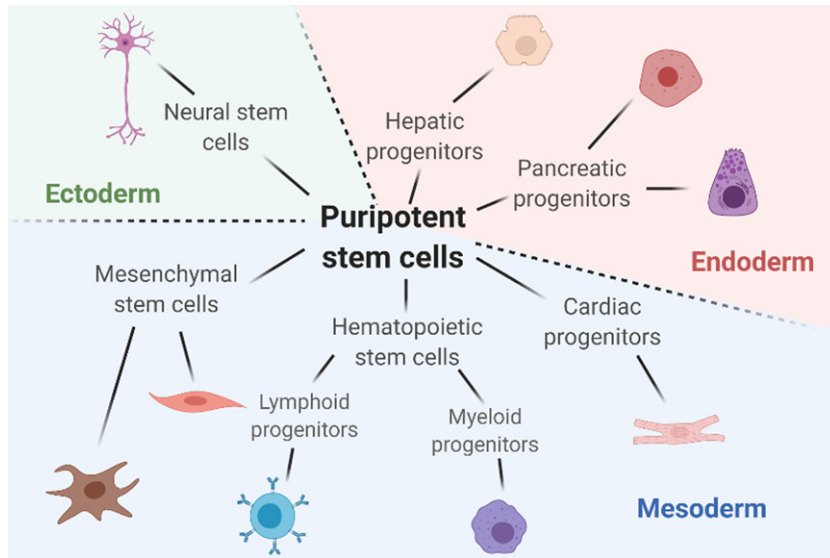 Neural stem
cells
Ectoderm
Hepatic
progenitors
Pancreatic
progenitors
Endoderm
Puripotent
stem cells
Mesenchymal
stem cells
Hematopoietic
stem cells
Cardiac
progenitors
Lymphoid
progenitors
Myeloid
progenitors
Mesoderm